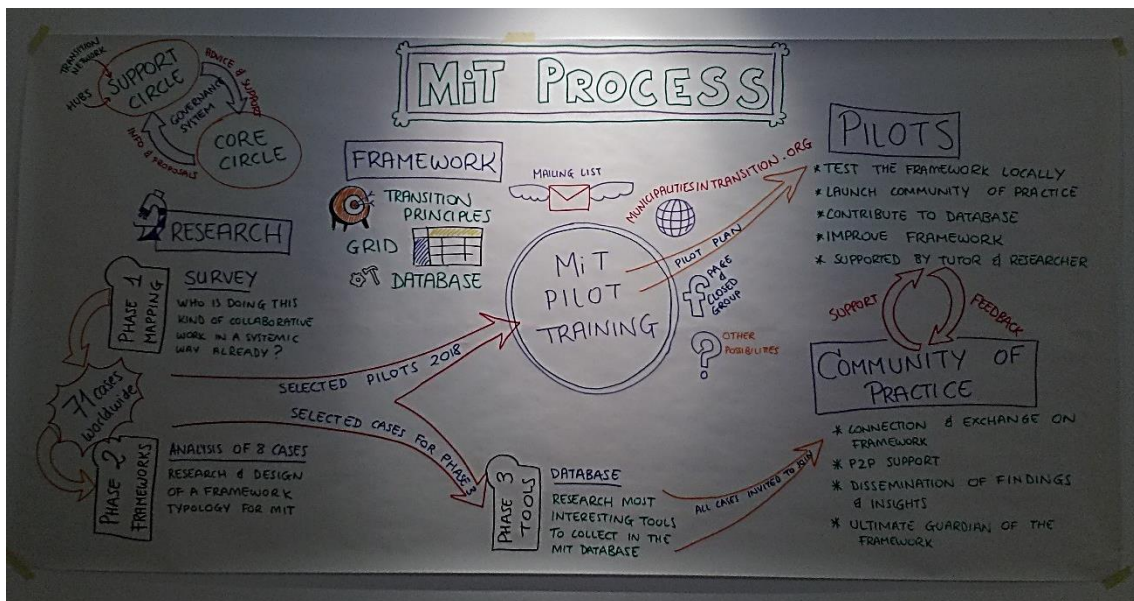 MiT PROCESS
TRANSITION
NETWORK
HUBS
SUPPORT
CIRCLE
ADVICE & SUPPORT
GOVERNANCE
SYSTEM
INFO & PROPOSALS
CORE
CIRCLE
RESEARCH
PHASE 1
MAPPING
SURVEY
WHO IS DOING THIS
KIND OF COLLABORATIVE
WORK IN A SYSTEMIC
WAY ALREADY?
71 cases
worldwide
PHASE 2
FRAMEWORKS
ANALYSIS OF 8 CASES
RESEARCH & DESIGN
OF A FRAMEWORK
TYPOLOGY FOR MIT
FRAMEWORK
TRANSITION
PRINCIPLES
GRID
DATABASE
SELECTED PILOTS 2018
SELECTED CASES FOR PHASE 3
PHASE 3
TOOLS
DATABASE
RESEARCH MOST
INTERESTING TOOLS
TO COLLECT IN THE
MIT DATABASE
ALL CASES INVITED TO JOIN
MAILING LIST
MUNICIPALITIESINTRANSITION.ORG
MiT
PILOT
TRAINING
PILOT PLAN
f PAGE
&
CLOSED
GROUP
? OTHER
POSSIBILITES
PILOTS
* TEST THE FRAMEWORK LOCALLY
* LAUNCH COMMUNITY OF PRACTICE
* CONTRIBUTE TO DATABASE
* IMPROVE FRAMEWORK
* SUPPORTED BY TUTOR & RESEARCHER
SUPPORT
FEEDBACK
COMMUNITY OF
PRACTICE
* CONNECTION & EXCHANGE ON
FRAMEWORK
* P2P SUPPORT
* DISSEMINATION OF FINDINGS
& INSIGHTS
* ULTIMATE GUARDIAN OF THE
FRAMEWORK